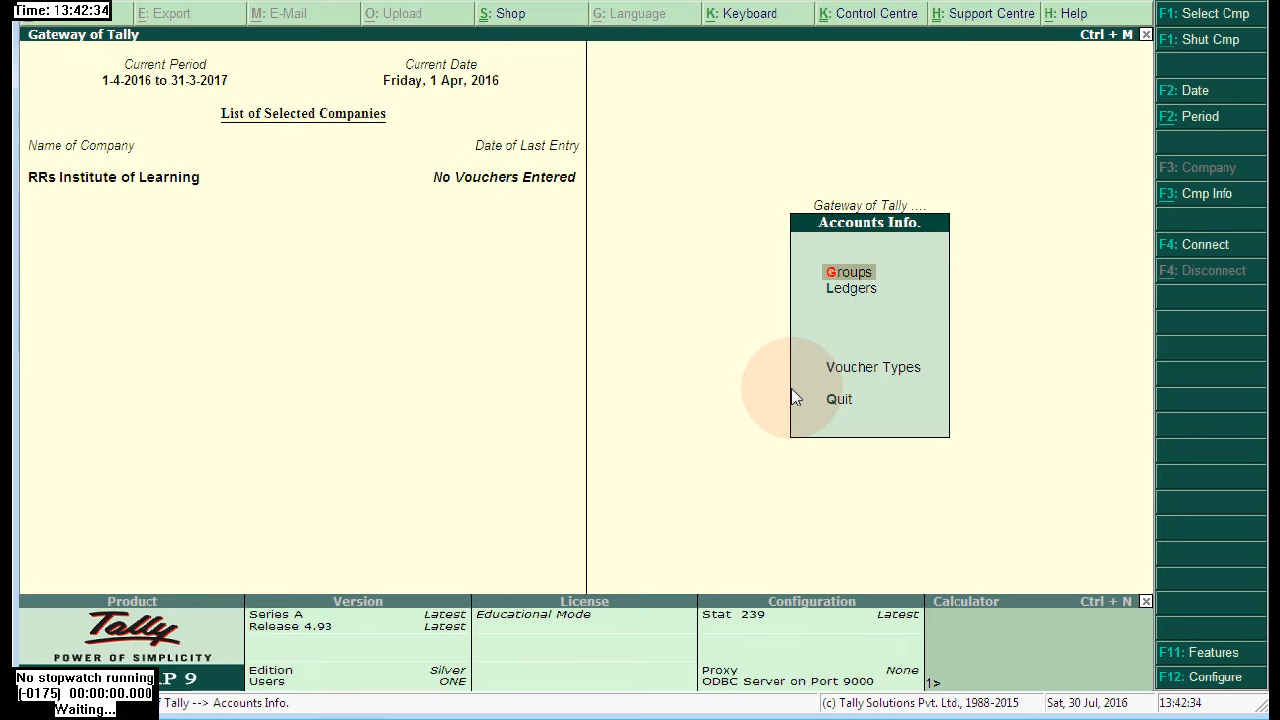 Time: 13:42:34
E: Export
M: E-Mail
O: Upload
S: Shop
G: Language
K: Keyboard
K: Control Centre
H: Support Centre
H: Help
Gateway of Tally
Ctrl + M
Current Period
Current Date
1-4-2016 to 31-3-2017
Friday, 1 Apr, 2016
List of Selected Companies
Name of Company
Date of Last Entry
RRs Institute of Learning
No Vouchers Entered
Gateway of Tally ....
Accounts Info.
Groups
Ledgers
Voucher Types
Quit
F1: Select Cmp
F1: Shut Cmp
F2: Date
F2: Period
F3: Company
F3: Cmp Info
F4: Connect
F4: Disconnect
F11: Features
F12: Configure
Product
Tally
POWER OF SIMPLICITY
P 9
Version
Series A Latest
Release 4.93 Latest
Edition Silver
Users ONE
License
Educational Mode
Configuration
Stat 239 Latest
Proxy None
ODBC Server on Port 9000
Calculator
Ctrl + N
1>
No stopwatch running
[-0175] 00:00:00.000
Waiting...
of Tally --> Accounts Info.
(c) Tally Solutions Pvt. Ltd., 1988-2015
Sat, 30 Jul, 2016
13:42:34